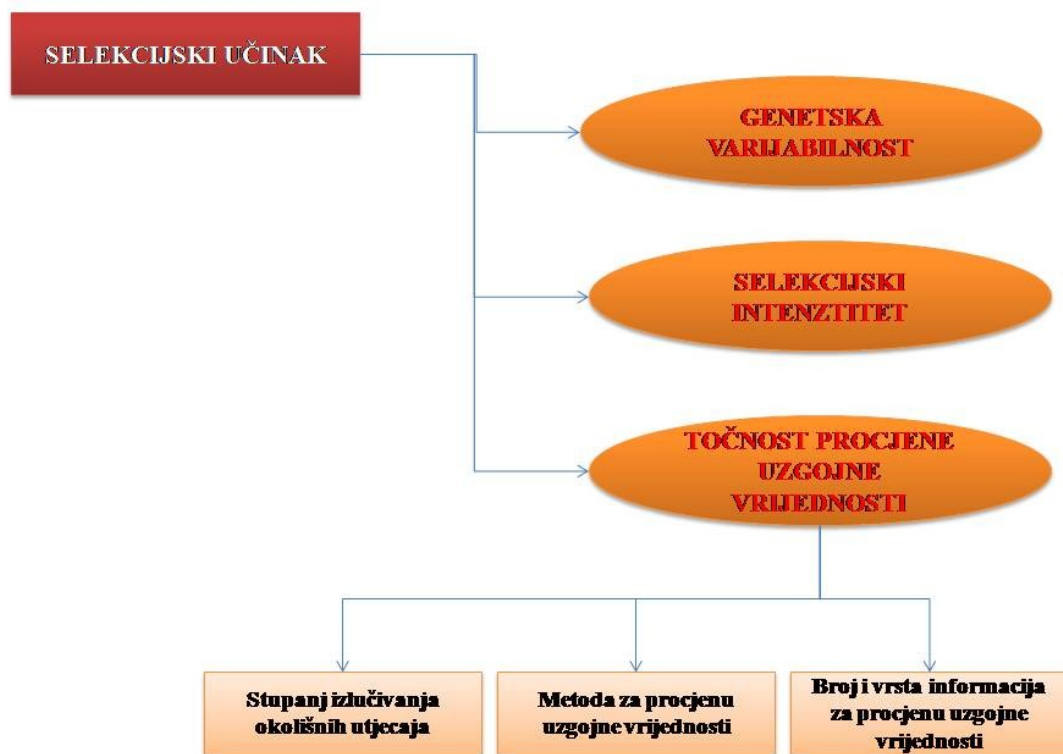 SELEKCIJSKI UČINAK
GENETSKA
VARIJABILNOST
SELEKCIJSKI
INTENZTITET
TOČNOST PROCJENE
UZGOJNE
VRIJEDNOSTI
Stupanj izlučivanja
okolišnih utjecaja
Metoda za procjenu
uzgojne vrijednosti
Broj i vrsta informacija
za procjenu uzgojne
vrijednosti